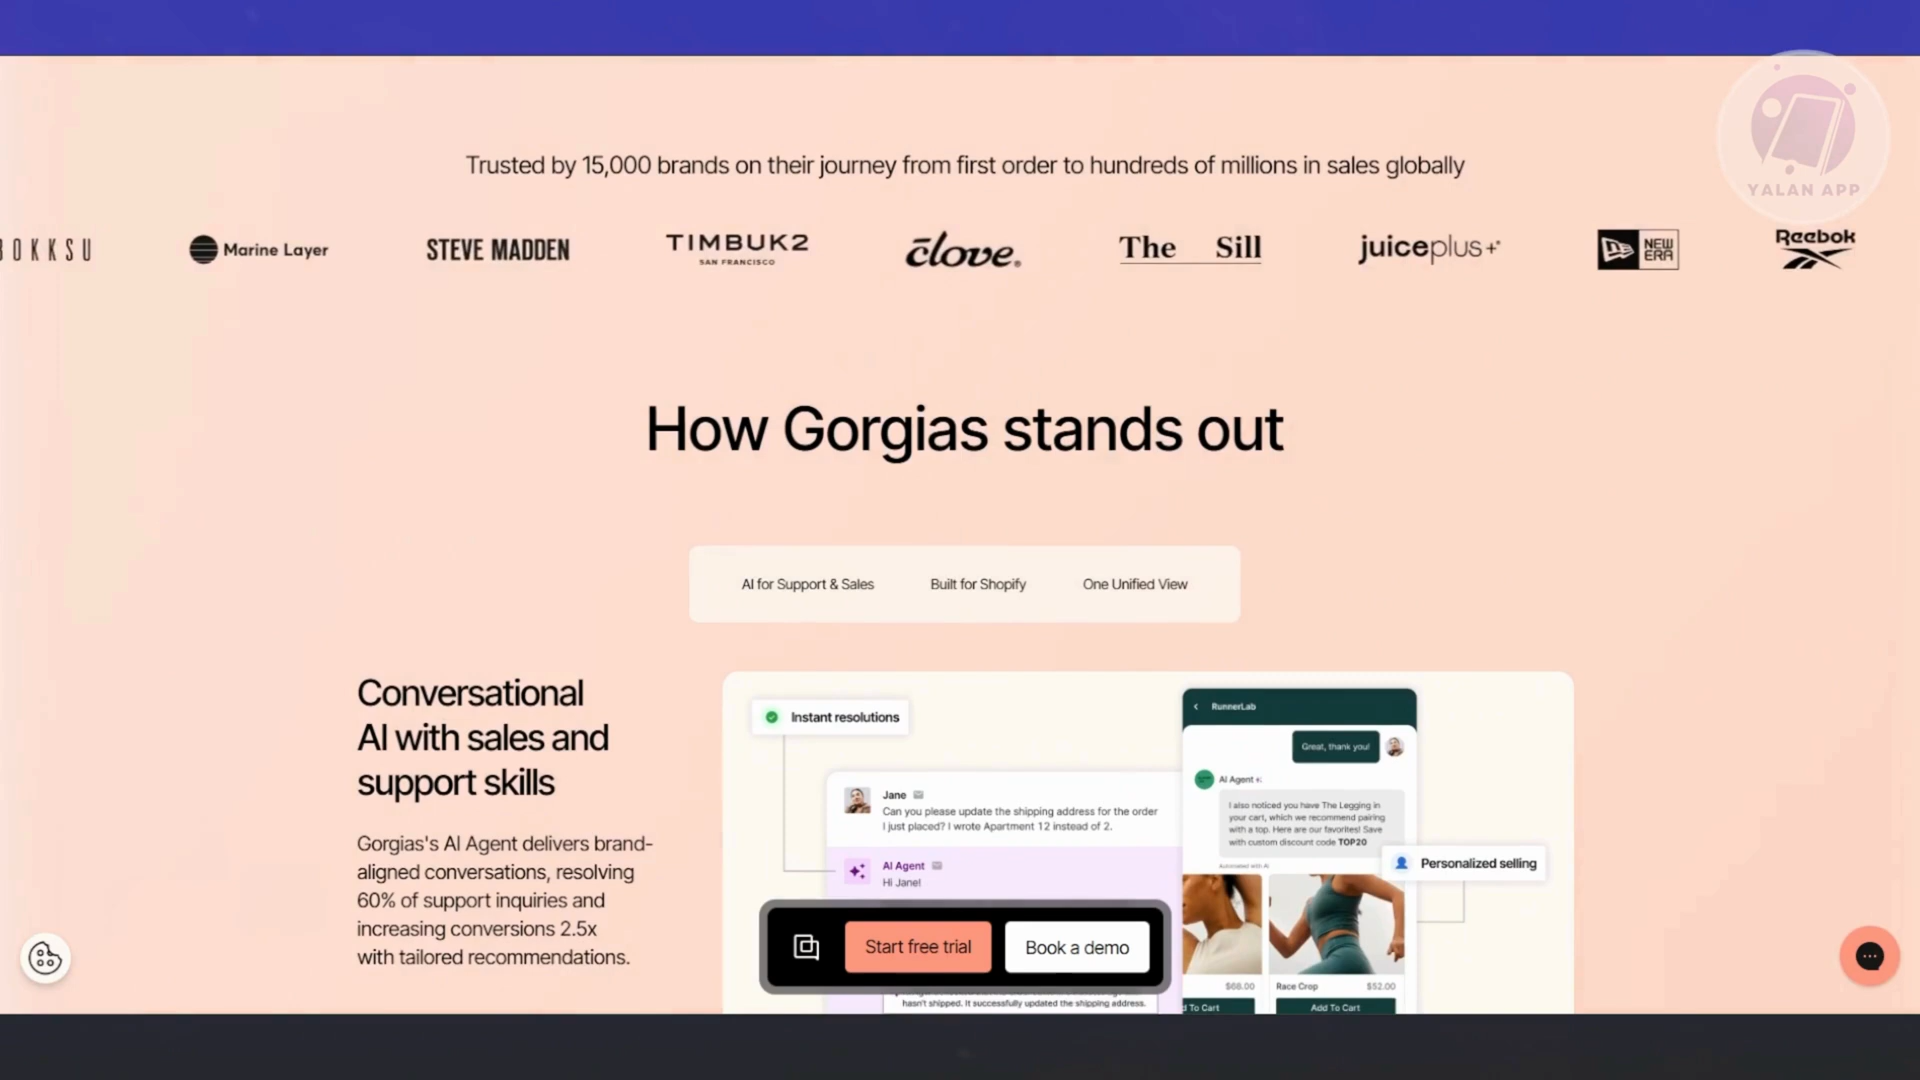 YALAN APP
Trusted by 15,000 brands on their journey from first order to hundreds of millions in sales globally
BOKKSU
Marine Layer
STEVE MADDEN
TIMBUK2
SAN FRANCISCO
clove
The Sill
juiceplus+
NEW ERA
Reebok
How Gorgias stands out
AI for Support & Sales
Built for Shopify
One Unified View
Conversational
AI with sales and
support skills
Gorgias's AI Agent delivers brand-
aligned conversations, resolving
60% of support inquiries and
increasing conversions 2.5x
with tailored recommendations.
Instant resolutions
Jane
Can you please update the shipping address for the order
I just placed? I wrote Apartment 12 instead of 2.
AI Agent
Hi Jane!
hasn't shipped. It successfully updated the shipping address.
RunnerLab
Great, thank you!
AI Agent
I also noticed you have The Legging in
your cart, which we recommend pairing
with a top. Here are our favorites! Save
with custom discount code TOP20
Automated with AI
Personalized selling
$68.00
Race Crop
$52.00
d To Cart
Add To Cart
Start free trial
Book a demo